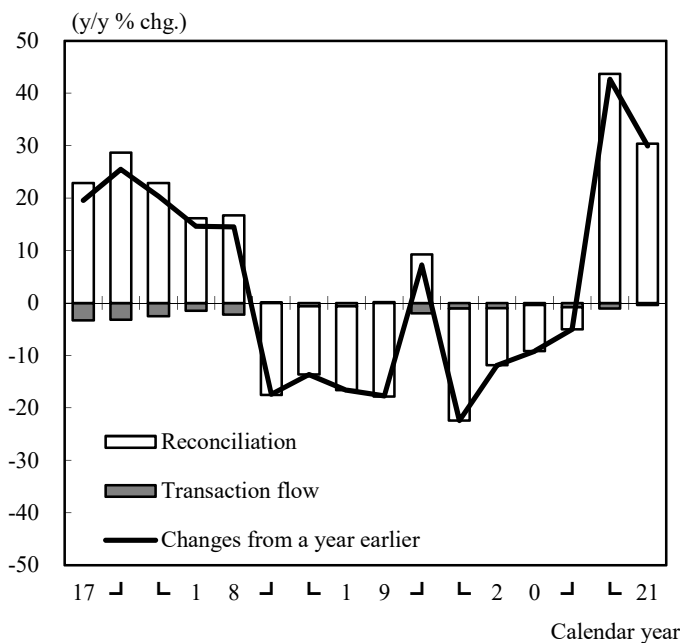 (y/y % chg.)
50
40
30
20
10
0
-10
-20
-30
-40
-50
Reconciliation
Transaction flow
Changes from a year earlier
17 ┘ └ 1 8 ┘ └ 1 9 ┘ └ 2 0 ┘ └ 21
Calendar year